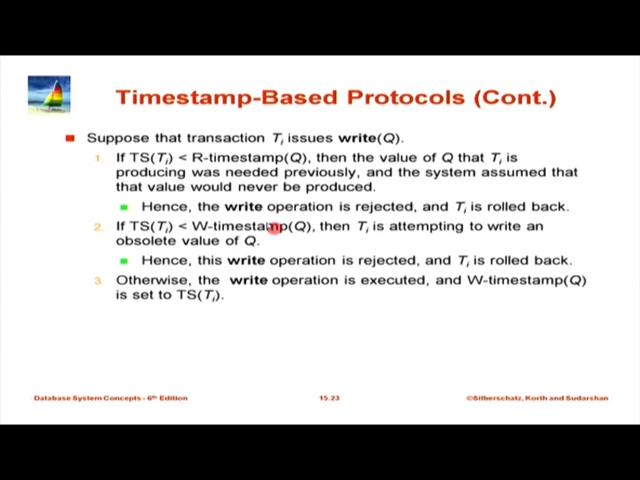 Timestamp-Based Protocols (Cont.)
Suppose that transaction Ti issues write(Q).
1. If TS(Ti) < R-timestamp(Q), then the value of Q that Ti is
producing was needed previously, and the system assumed that
that value would never be produced.
Hence, the write operation is rejected, and Ti is rolled back.
2. If TS(Ti) < W-timestamp(Q), then Ti is attempting to write an
obsolete value of Q.
Hence, this write operation is rejected, and Ti is rolled back.
3. Otherwise, the write operation is executed, and W-timestamp(Q)
is set to TS(Ti).
Database System Concepts - 6th Edition
15.23
©Silberschatz, Korth and Sudarshan